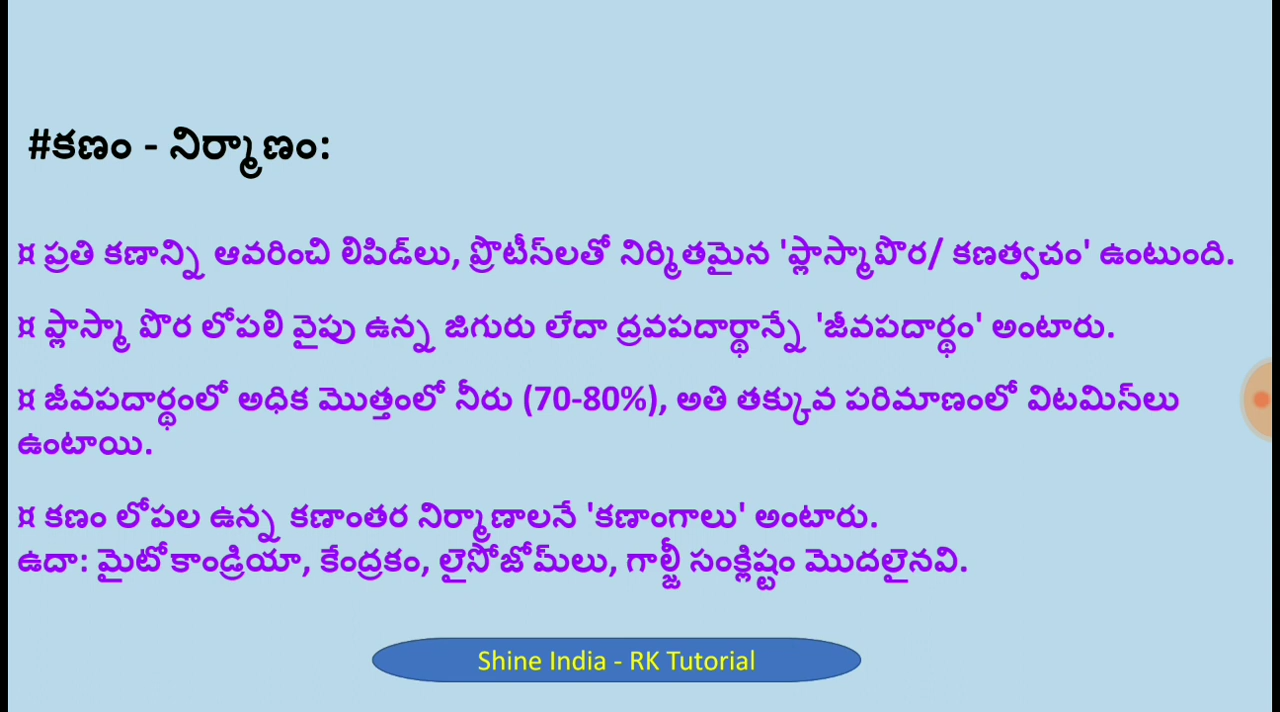 #కణం - నిర్మాణం:
¤ ప్రతి కణాన్ని ఆవరించి లిపిడ్‌లు, ప్రొటీన్‌లతో నిర్మితమైన 'ప్లాస్మాపొర/ కణత్వచం' ఉంటుంది.
¤ ప్లాస్మా పొర లోపలి వైపు ఉన్న జిగురు లేదా ద్రవపదార్థాన్నే 'జీవపదార్థం' అంటారు.
¤ జీవపదార్థంలో అధిక మొత్తంలో నీరు (70-80%), అతి తక్కువ పరిమాణంలో విటమిన్‌లు
ఉంటాయి.
¤ కణం లోపల ఉన్న కణాంతర నిర్మాణాలనే 'కణాంగాలు' అంటారు.
ఉదా: మైటోకాండ్రియా, కేంద్రకం, లైసోజోమ్‌లు, గాల్జీ సంక్లిష్టం మొదలైనవి.
Shine India - RK Tutorial